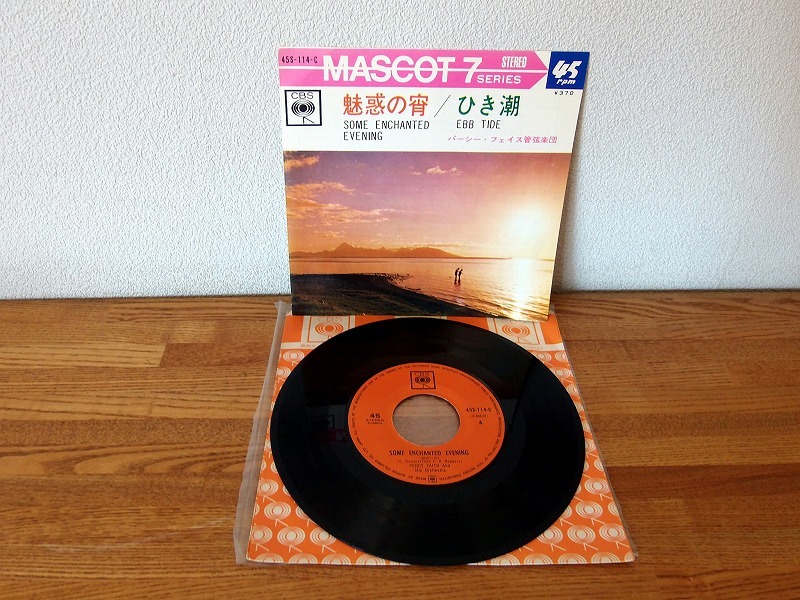 45S-114-C
MASCOT 7 SERIES
STEREO
45 rpm
¥370
CBS
魅惑の宵／ひき潮
SOME ENCHANTED EVENING
EBB TIDE
パーシー・フェイス管弦楽団
CBS
CBS
45
45S-114-C
A
SOME ENCHANTED EVENING
PERCY FAITH And
His Orchestra